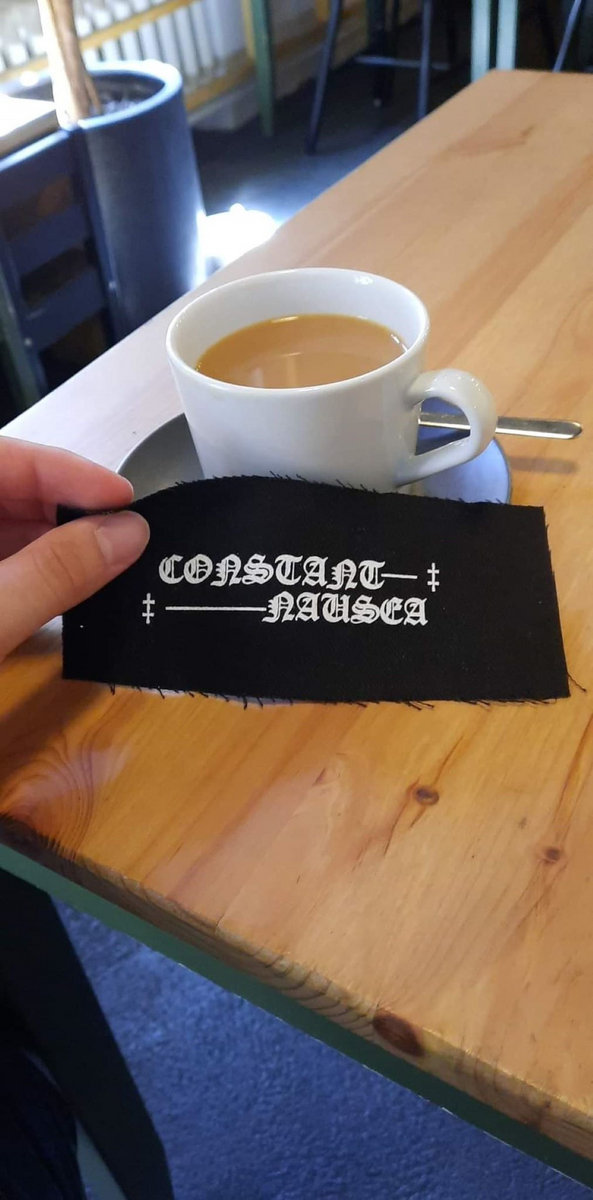 CONSTANT— ‡
‡ ———NAUSEA